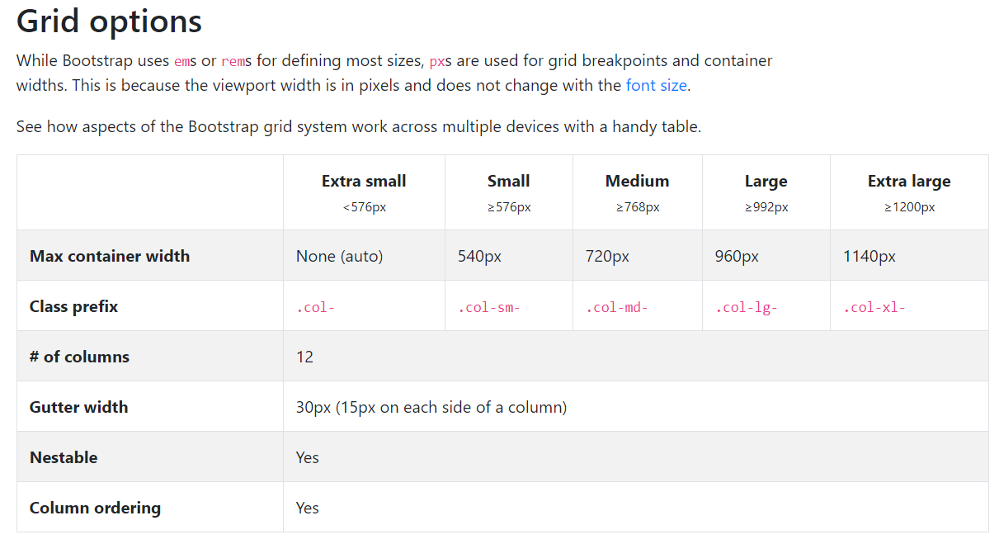 Grid options
While Bootstrap uses ems or rems for defining most sizes, pxs are used for grid breakpoints and container
widths. This is because the viewport width is in pixels and does not change with the font size.
See how aspects of the Bootstrap grid system work across multiple devices with a handy table.
Extra small Small Medium Large Extra large
<576px ≥576px ≥768px ≥992px ≥1200px
Max container width None (auto) 540px 720px 960px 1140px
Class prefix .col- .col-sm- .col-md- .col-lg- .col-xl-
# of columns 12
Gutter width 30px (15px on each side of a column)
Nestable Yes
Column ordering Yes